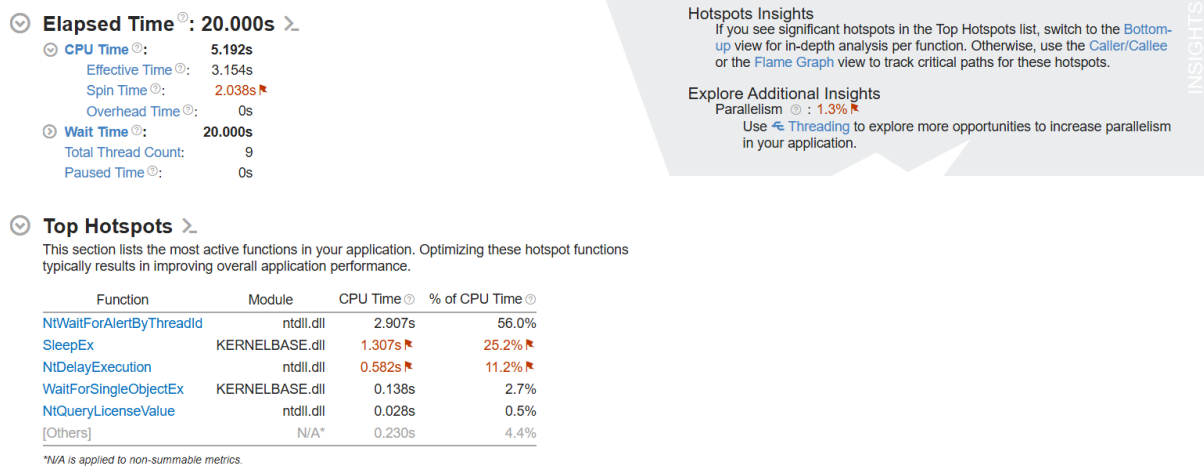 Elapsed Time ?: 20.000s >_
CPU Time ?: 5.192s
Effective Time ?: 3.154s
Spin Time ?: 2.038s
Overhead Time ?: 0s
Wait Time ?: 20.000s
Total Thread Count: 9
Paused Time ?: 0s
Hotspots Insights
If you see significant hotspots in the Top Hotspots list, switch to the Bottom-
up view for in-depth analysis per function. Otherwise, use the Caller/Callee
or the Flame Graph view to track critical paths for these hotspots.
Explore Additional Insights
Parallelism ? : 1.3%
Use Threading to explore more opportunities to increase parallelism
in your application.
INSIGHTS
Top Hotspots >_
This section lists the most active functions in your application. Optimizing these hotspot functions
typically results in improving overall application performance.
Function Module CPU Time ? % of CPU Time ?
NtWaitForAlertByThreadId ntdll.dll 2.907s 56.0%
SleepEx KERNELBASE.dll 1.307s 25.2%
NtDelayExecution ntdll.dll 0.582s 11.2%
WaitForSingleObjectEx KERNELBASE.dll 0.138s 2.7%
NtQueryLicenseValue ntdll.dll 0.028s 0.5%
[Others] N/A* 0.230s 4.4%
*N/A is applied to non-summable metrics.